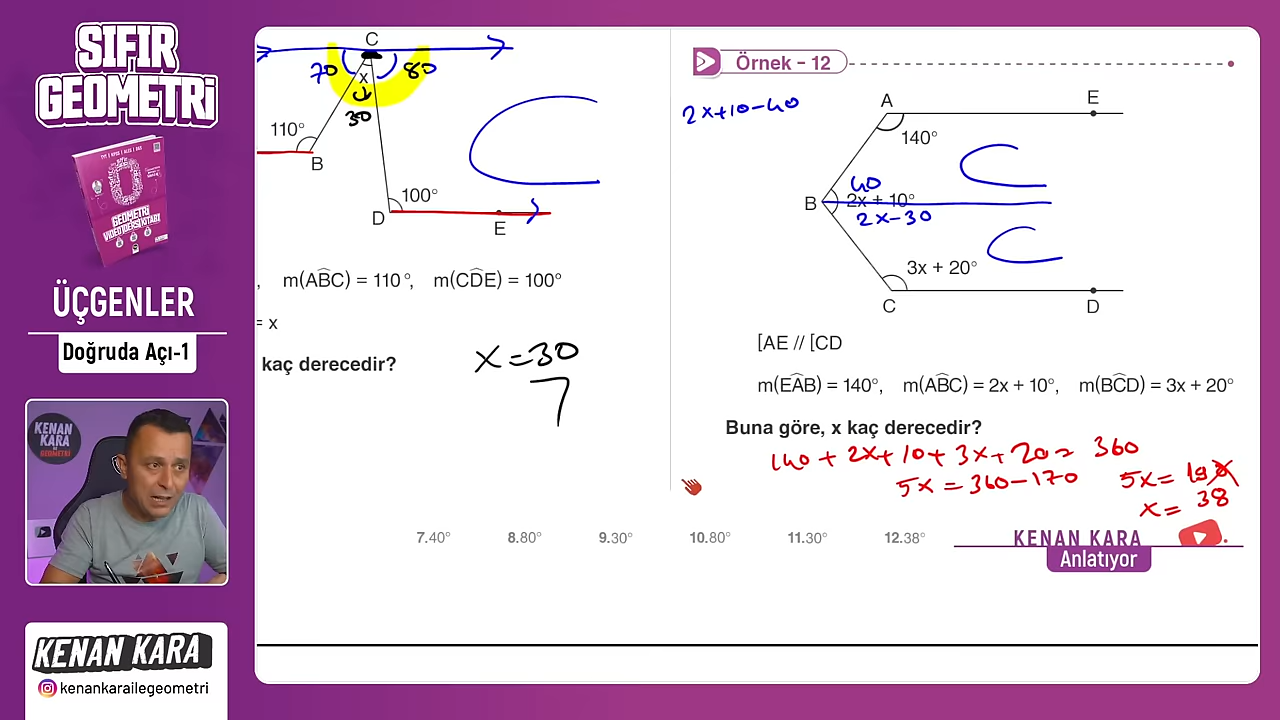 SIFIR
GEOMETRİ
ÜÇGENLER
Doğruda Açı-1
KENAN
KARA
GEOMETRİ
KENAN KARA
kenankarailegeometri
C
70
x
80
30
110°
B
100°
D
E
, m(ABC) = 110°, m(CDE) = 100°
= x
kaç derecedir?
x=30
Örnek - 12
2x+10-40
A
E
140°
40
B
2x + 10°
2x-30
3x + 20°
C
D
[AE // [CD
m(EAB) = 140°, m(ABC) = 2x + 10°, m(BCD) = 3x + 20°
Buna göre, x kaç derecedir?
140 + 2x+10+3x+20= 360
5x = 360-170
5x= 190
x= 38
7.40° 8.80° 9.30° 10.80° 11.30° 12.38°
KENAN KARA
Anlatıyor